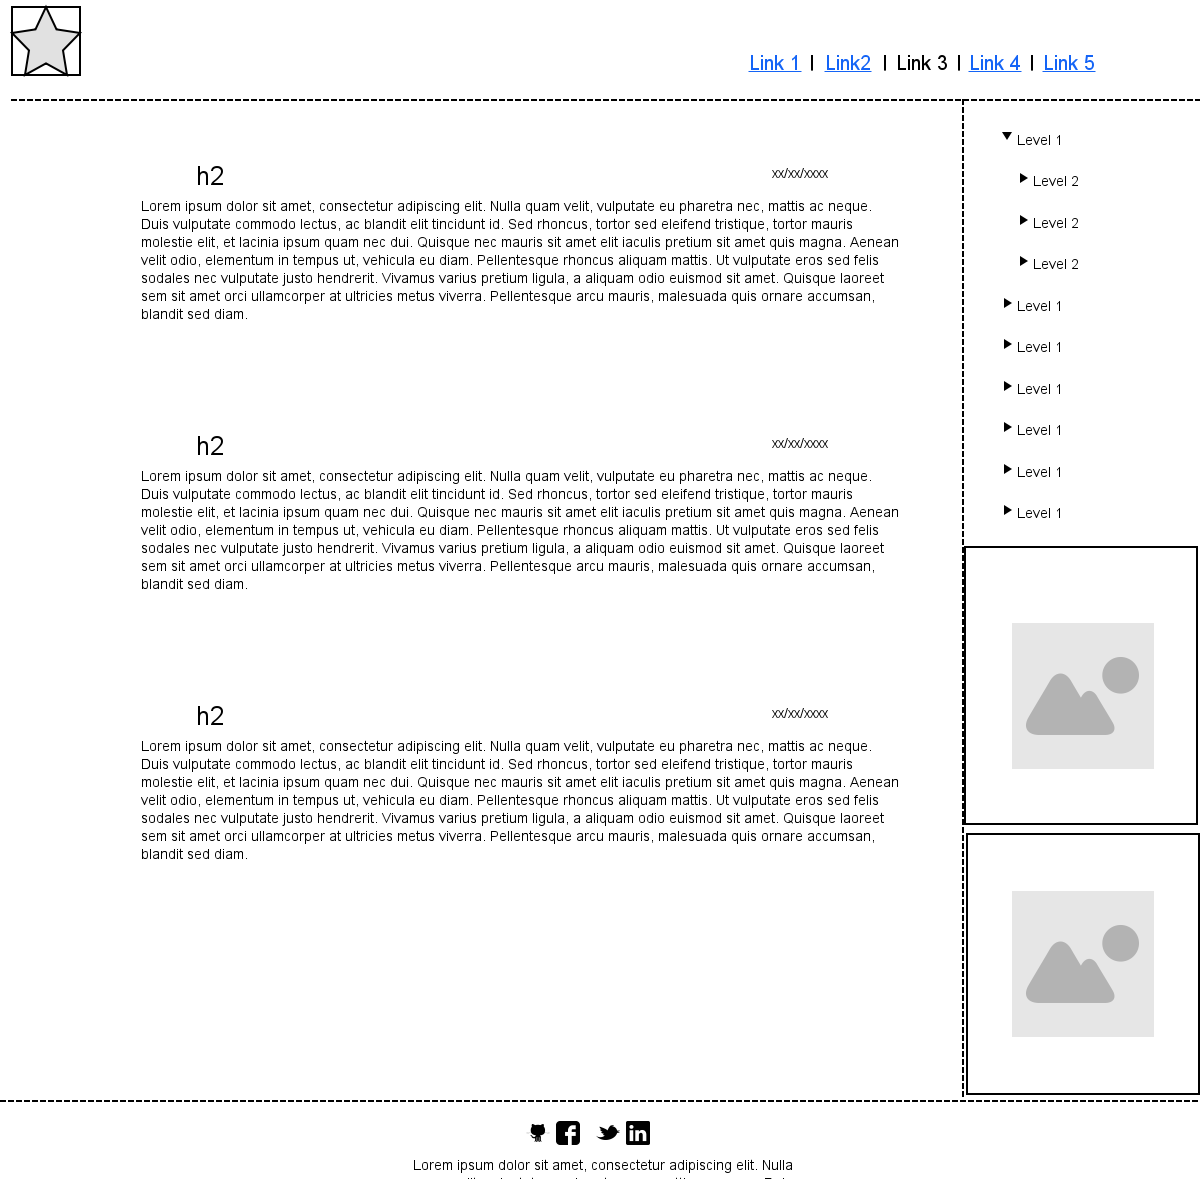 Link 1 | Link2 | Link 3 | Link 4 | Link 5
h2
xx/xx/xxxx
Lorem ipsum dolor sit amet, consectetur adipiscing elit. Nulla quam velit, vulputate eu pharetra nec, mattis ac neque.
Duis vulputate commodo lectus, ac blandit elit tincidunt id. Sed rhoncus, tortor sed eleifend tristique, tortor mauris
molestie elit, et lacinia ipsum quam nec dui. Quisque nec mauris sit amet elit iaculis pretium sit amet quis magna. Aenean
velit odio, elementum in tempus ut, vehicula eu diam. Pellentesque rhoncus aliquam mattis. Ut vulputate eros sed felis
sodales nec vulputate justo hendrerit. Vivamus varius pretium ligula, a aliquam odio euismod sit amet. Quisque laoreet
sem sit amet orci ullamcorper at ultricies metus viverra. Pellentesque arcu mauris, malesuada quis ornare accumsan,
blandit sed diam.
h2
xx/xx/xxxx
Lorem ipsum dolor sit amet, consectetur adipiscing elit. Nulla quam velit, vulputate eu pharetra nec, mattis ac neque.
Duis vulputate commodo lectus, ac blandit elit tincidunt id. Sed rhoncus, tortor sed eleifend tristique, tortor mauris
molestie elit, et lacinia ipsum quam nec dui. Quisque nec mauris sit amet elit iaculis pretium sit amet quis magna. Aenean
velit odio, elementum in tempus ut, vehicula eu diam. Pellentesque rhoncus aliquam mattis. Ut vulputate eros sed felis
sodales nec vulputate justo hendrerit. Vivamus varius pretium ligula, a aliquam odio euismod sit amet. Quisque laoreet
sem sit amet orci ullamcorper at ultricies metus viverra. Pellentesque arcu mauris, malesuada quis ornare accumsan,
blandit sed diam.
h2
xx/xx/xxxx
Lorem ipsum dolor sit amet, consectetur adipiscing elit. Nulla quam velit, vulputate eu pharetra nec, mattis ac neque.
Duis vulputate commodo lectus, ac blandit elit tincidunt id. Sed rhoncus, tortor sed eleifend tristique, tortor mauris
molestie elit, et lacinia ipsum quam nec dui. Quisque nec mauris sit amet elit iaculis pretium sit amet quis magna. Aenean
velit odio, elementum in tempus ut, vehicula eu diam. Pellentesque rhoncus aliquam mattis. Ut vulputate eros sed felis
sodales nec vulputate justo hendrerit. Vivamus varius pretium ligula, a aliquam odio euismod sit amet. Quisque laoreet
sem sit amet orci ullamcorper at ultricies metus viverra. Pellentesque arcu mauris, malesuada quis ornare accumsan,
blandit sed diam.
Level 1
Level 2
Level 2
Level 2
Level 1
Level 1
Level 1
Level 1
Level 1
Level 1
Lorem ipsum dolor sit amet, consectetur adipiscing elit. Nulla